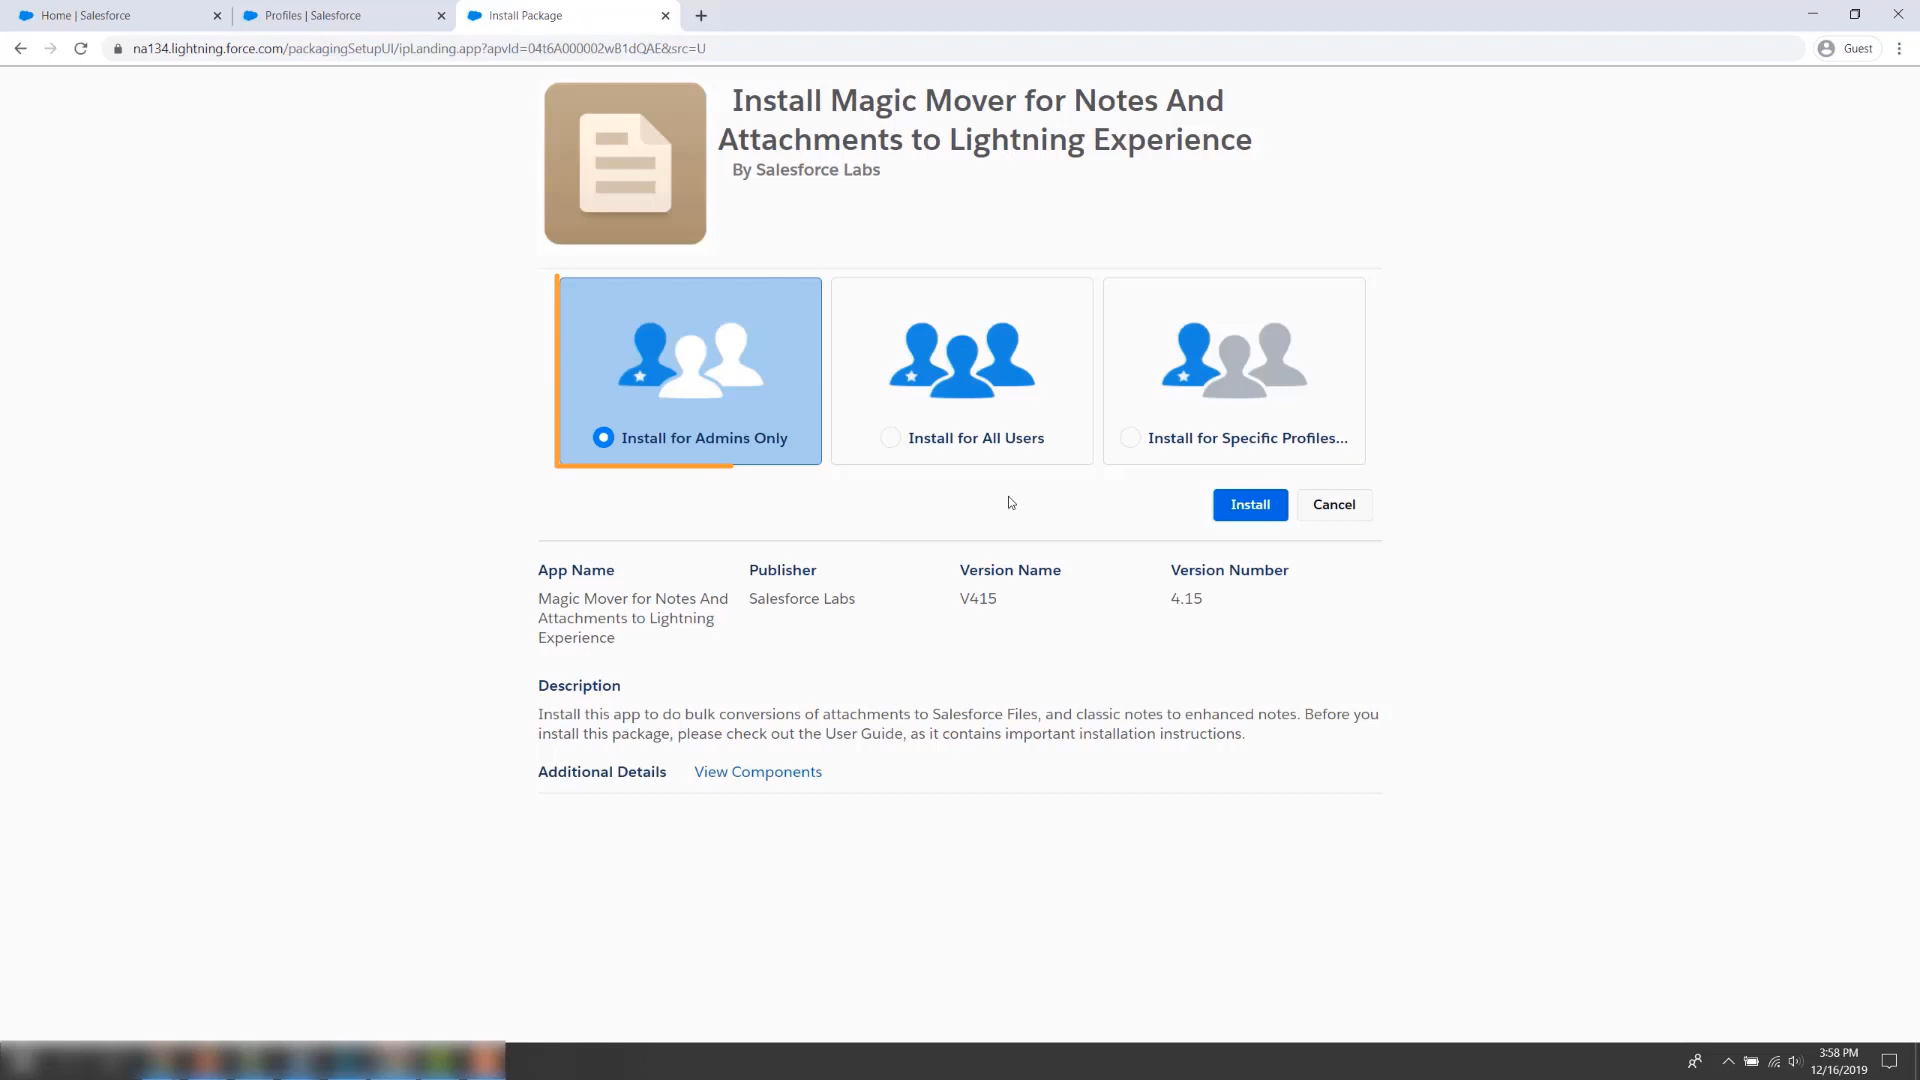 Home | Salesforce
Profiles | Salesforce
Install Package
na134.lightning.force.com/packagingSetupUI/ipLanding.app?apvId=04t6A000002wB1dQAE&src=U
Guest
Install Magic Mover for Notes And
Attachments to Lightning Experience
By Salesforce Labs
Install for Admins Only
Install for All Users
Install for Specific Profiles...
Install
Cancel
App Name
Publisher
Version Name
Version Number
Magic Mover for Notes And
Attachments to Lightning
Experience
Salesforce Labs
V415
4.15
Description
Install this app to do bulk conversions of attachments to Salesforce Files, and classic notes to enhanced notes. Before you
install this package, please check out the User Guide, as it contains important installation instructions.
Additional Details
View Components
3:58 PM
12/16/2019